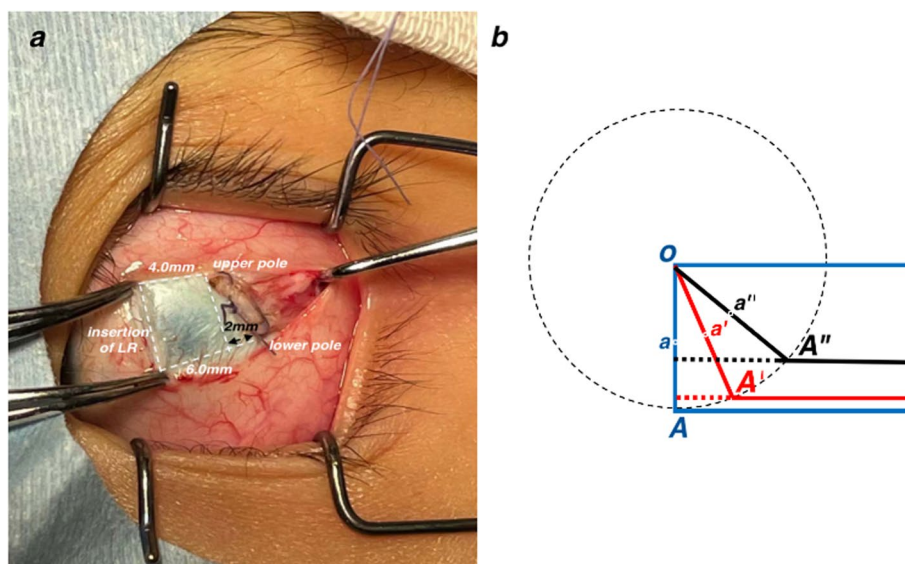 a
4.0mm
upper pole
insertion
of LR
2mm
lower pole
6.0mm
b
O
a
a'
a"
A"
A'
A